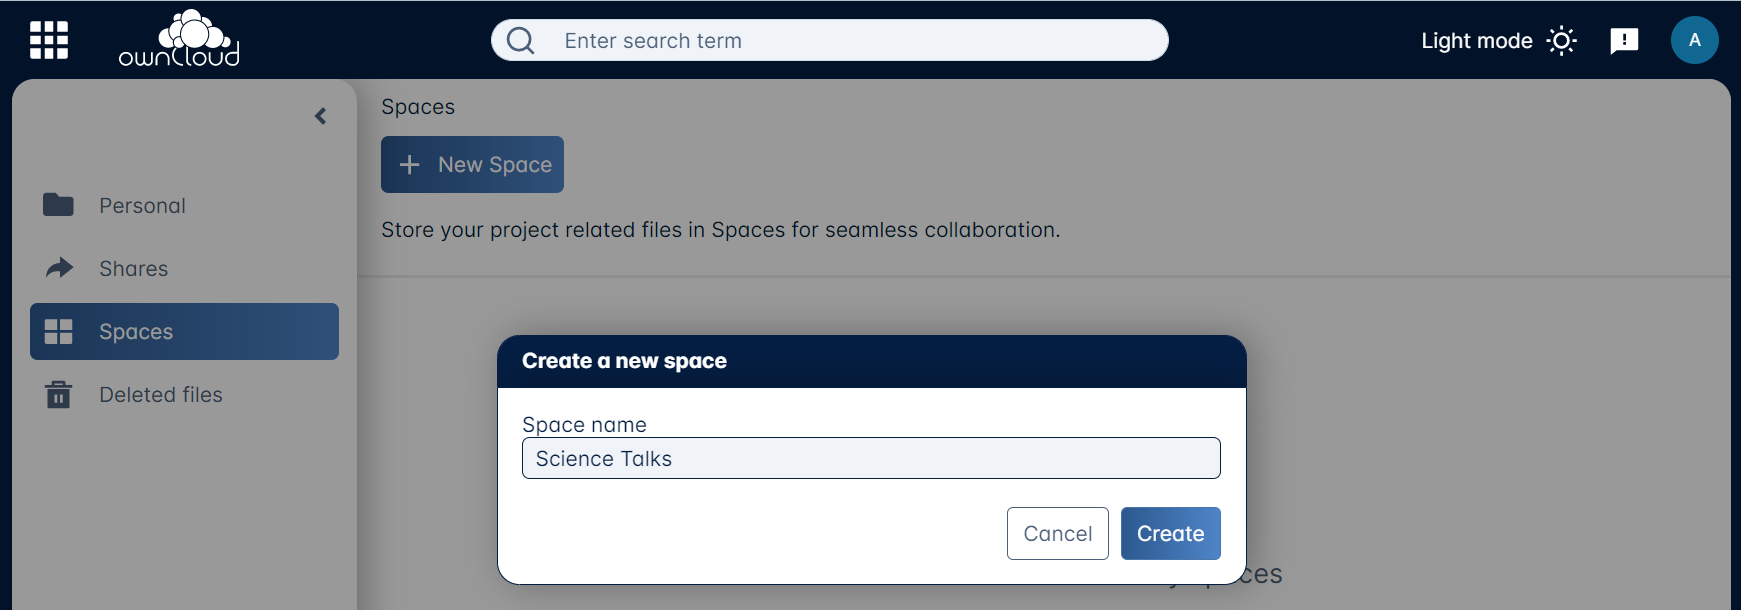 ownCloud
Enter search term
Light mode
A
Spaces
New Space
Personal
Store your project related files in Spaces for seamless collaboration.
Shares
Spaces
Deleted files
Create a new space
Space name
Science Talks
Cancel
Create